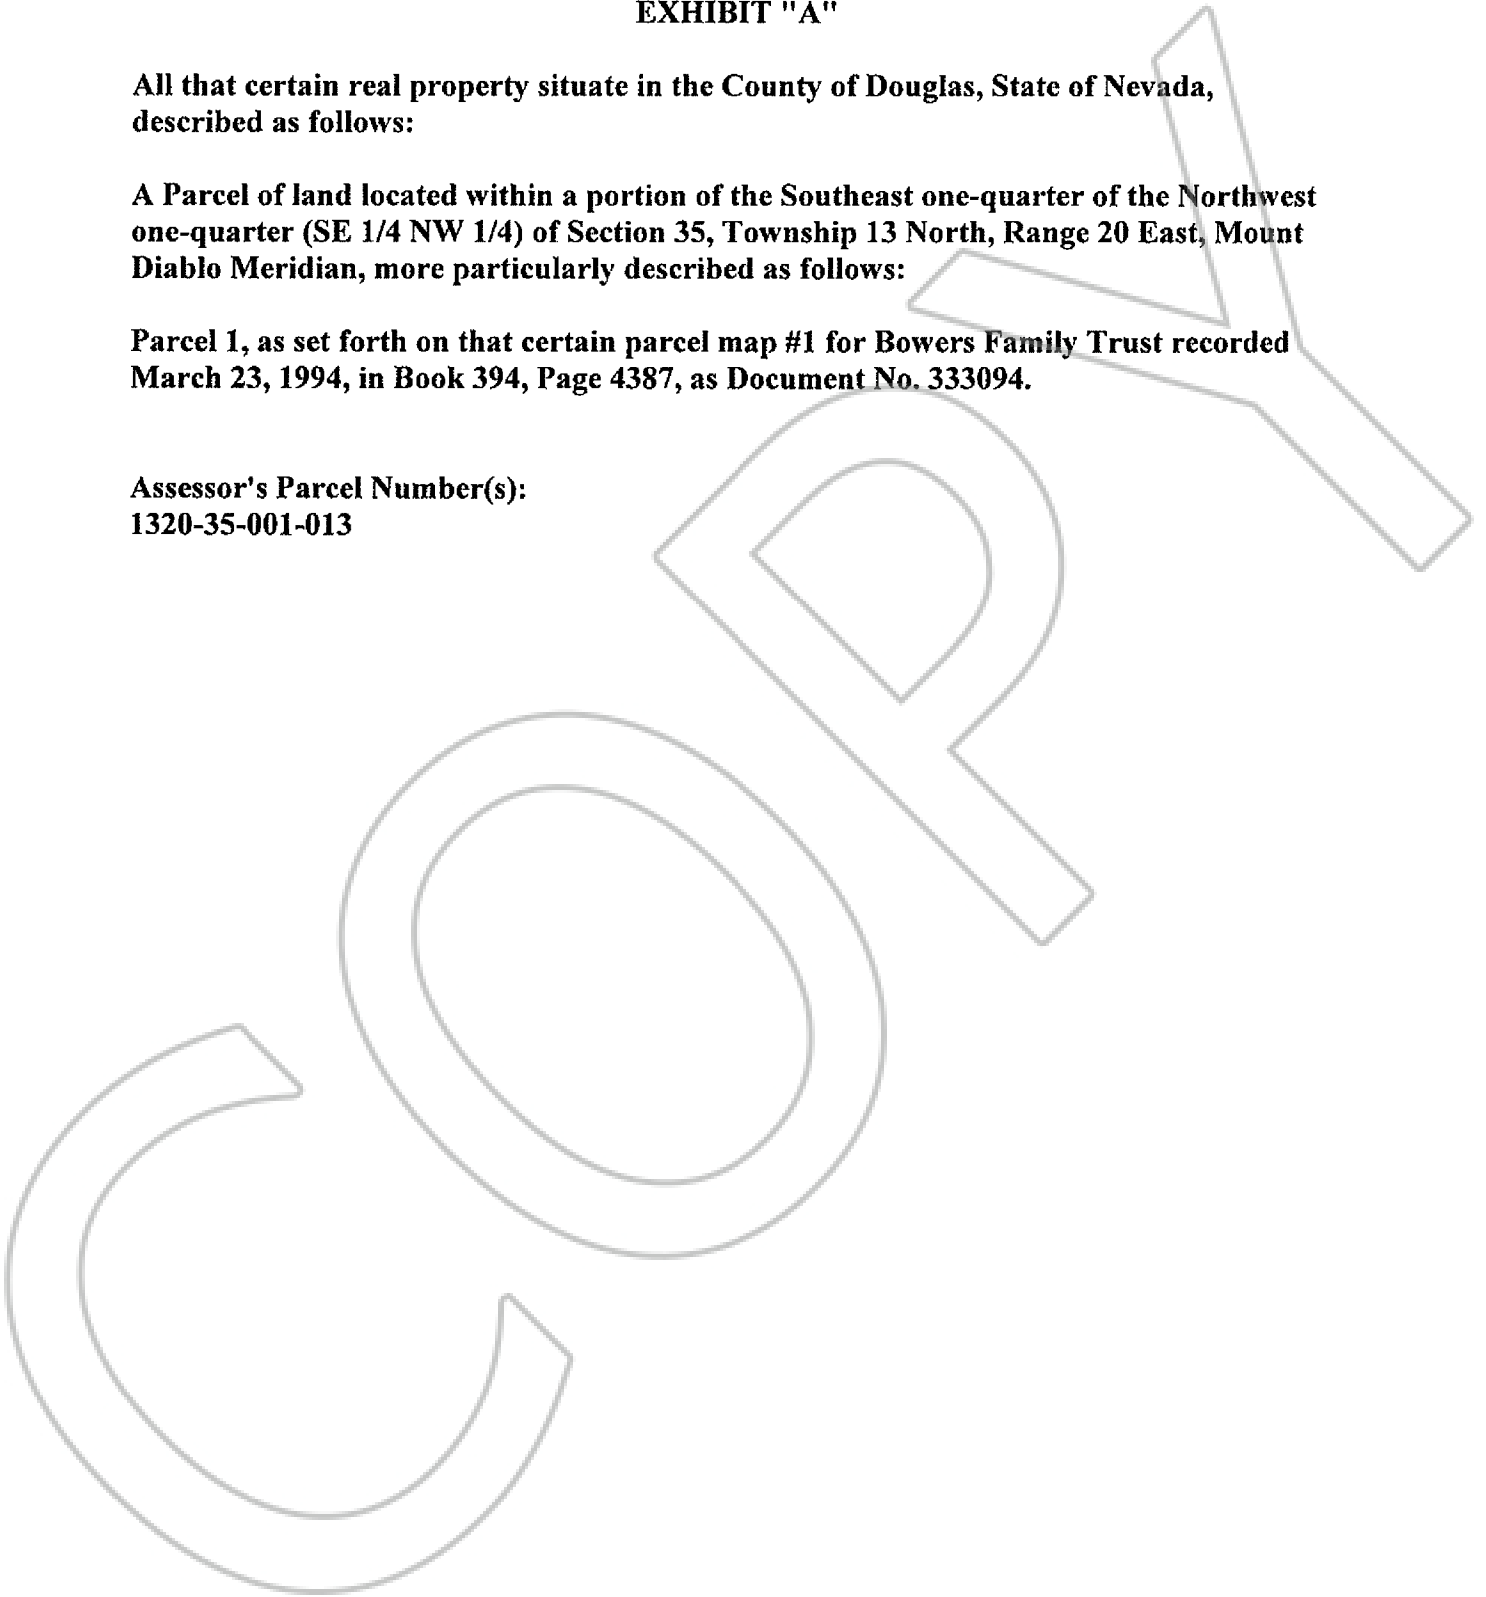 EXHIBIT "A"
All that certain real property situate in the County of Douglas, State of Nevada,
described as follows:
A Parcel of land located within a portion of the Southeast one-quarter of the Northwest
one-quarter (SE 1/4 NW 1/4) of Section 35, Township 13 North, Range 20 East, Mount
Diablo Meridian, more particularly described as follows:
Parcel 1, as set forth on that certain parcel map #1 for Bowers Family Trust recorded
March 23, 1994, in Book 394, Page 4387, as Document No. 333094.
Assessor's Parcel Number(s):
1320-35-001-013
COPY